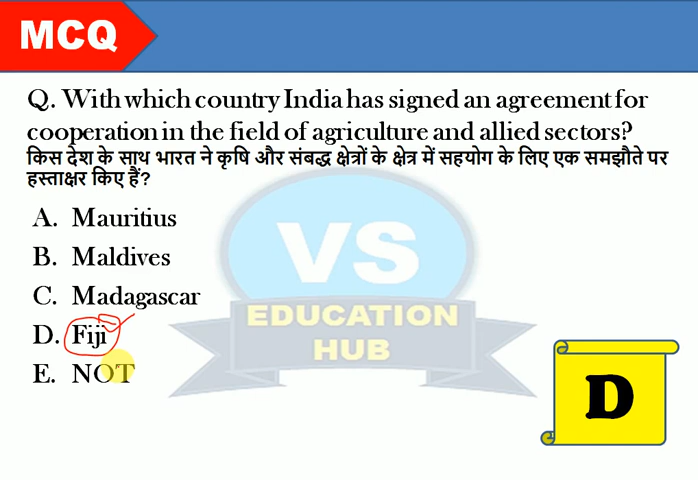 MCQ
Q. With which country India has signed an agreement for
cooperation in the field of agriculture and allied sectors?
किस देश के साथ भारत ने कृषि और संबद्ध क्षेत्रों के क्षेत्र में सहयोग के लिए एक समझौते पर
हस्ताक्षर किए हैं?
A. Mauritius
B. Maldives
C. Madagascar
D. Fiji
E. NOT
VS
EDUCATION
HUB
D